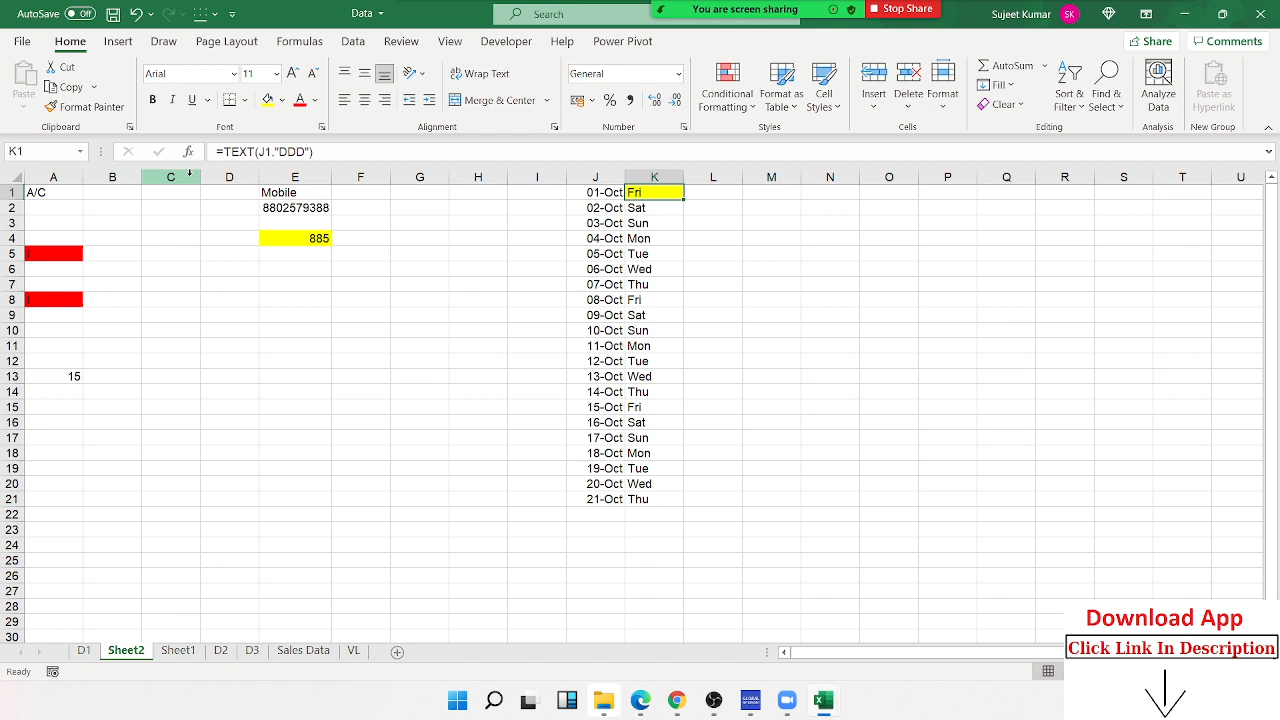 AutoSave Off Data Search You are screen sharing Stop Share Sujeet Kumar SK
File Home Insert Draw Page Layout Formulas Data Review View Developer Help Power Pivot Share Comments
Paste Cut Copy Format Painter Clipboard
Arial 11 B I U A Font
Wrap Text Merge & Center Alignment
General % , Number
Conditional Formatting Format as Table Cell Styles Styles
Insert Delete Format Cells
AutoSum Fill Clear Sort & Filter Find & Select Editing
Analyze Data Analysis
Paste as Hyperlink New Group
K1 fx =TEXT(J1,"DDD")
A B C D E F G H I J K L M N O P Q R S T U
1 A/C Mobile 01-Oct Fri
2 8802579388 02-Oct Sat
3 03-Oct Sun
4 885 04-Oct Mon
5 05-Oct Tue
6 06-Oct Wed
7 07-Oct Thu
8 08-Oct Fri
9 09-Oct Sat
10 10-Oct Sun
11 11-Oct Mon
12 12-Oct Tue
13 15 13-Oct Wed
14 14-Oct Thu
15 15-Oct Fri
16 16-Oct Sat
17 17-Oct Sun
18 18-Oct Mon
19 19-Oct Tue
20 20-Oct Wed
21 21-Oct Thu
22
23
24
25
26
27
28
29
30
Download App
Click Link In Description
D1 Sheet2 Sheet1 D2 D3 Sales Data VL
Ready